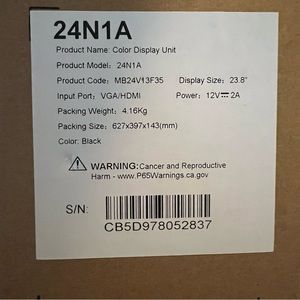 24N1A
Product Name: Color Display Unit
Product Model: 24N1A
Product Code: MB24V13F35 Display Size: 23.8"
Input Port: VGA/HDMI Power: 12V⎓2A
Packing Weight: 4.16Kg
Packing Size: 627x397x143(mm)
Color: Black
⚠ WARNING: Cancer and Reproductive
Harm - www.P65Warnings.ca.gov
S/N:
CB5D978052837